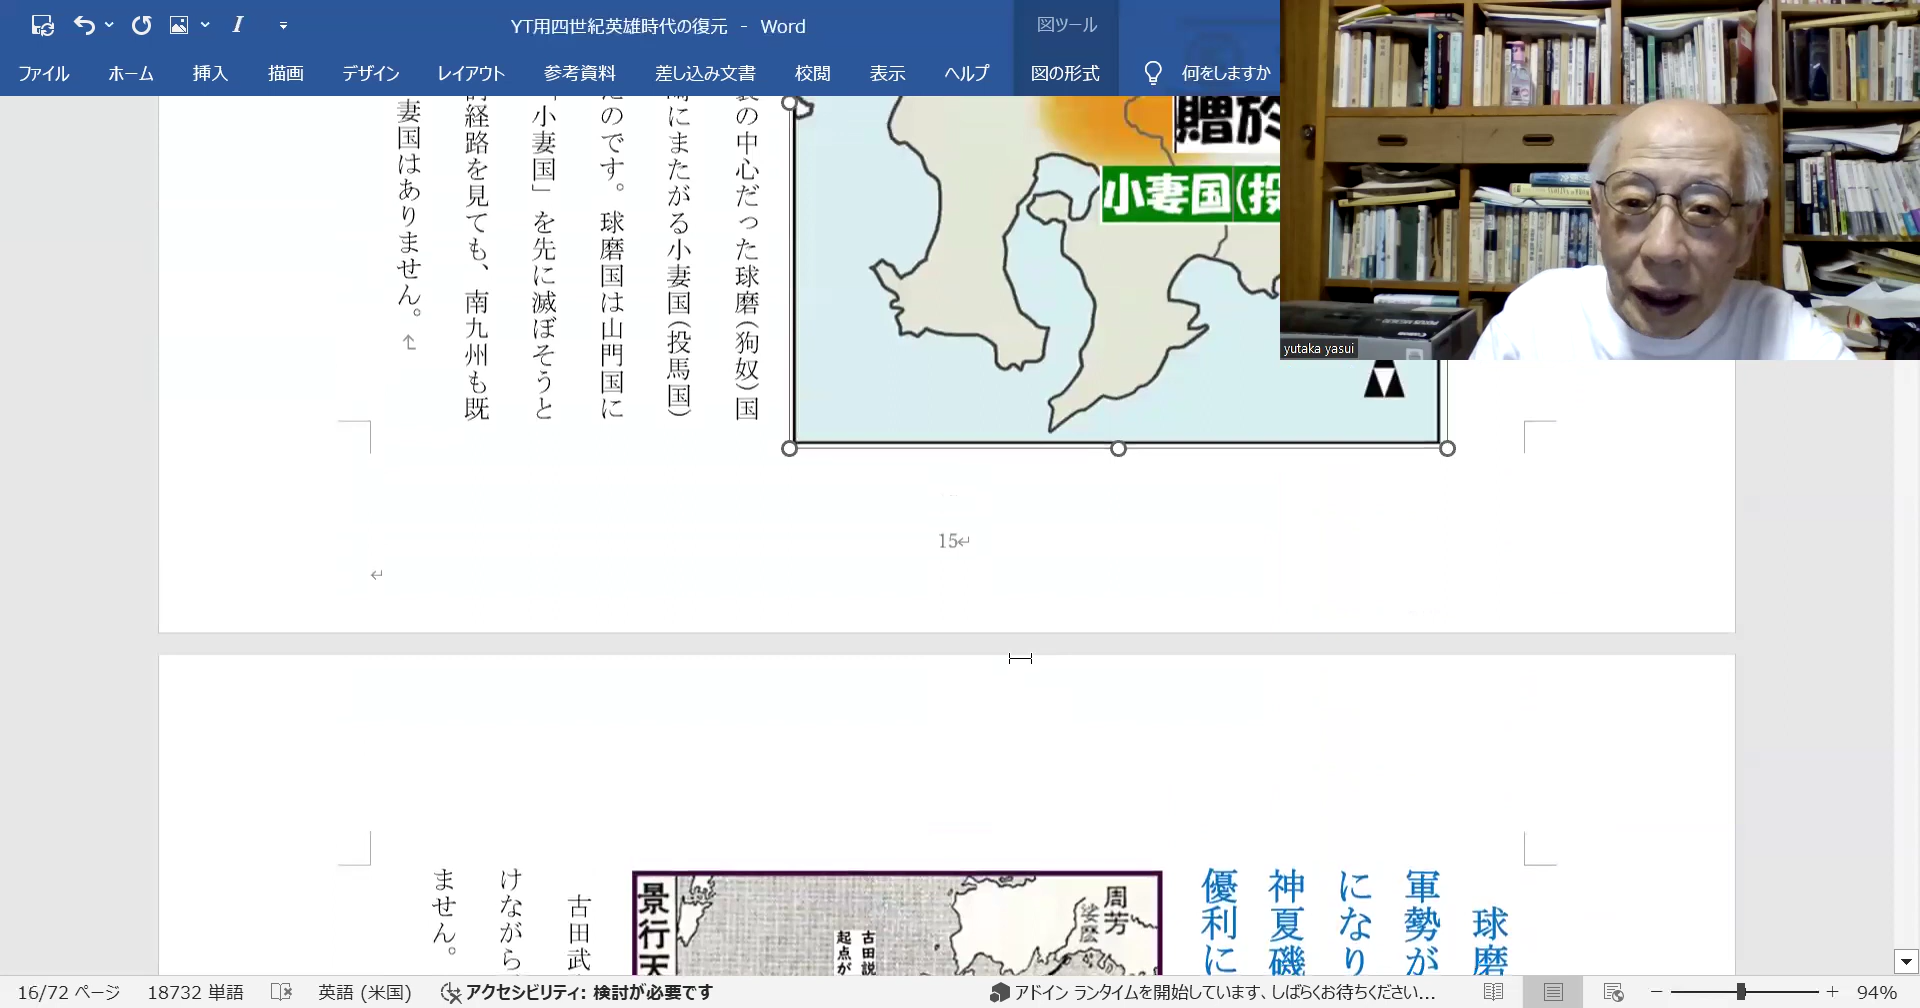 YT用四世紀英雄時代の復元 - Word
図ツール
ファイル
ホーム
挿入
描画
デザイン
レイアウト
参考資料
差し込み文書
校閲
表示
ヘルプ
図の形式
何をしますか
yutaka yasui
贈於
小妻国(投
の中心だった球磨(狗奴)国
にまたがる小妻国(投馬国)
のです。球磨国は山門国に
小妻国」を先に滅ぼそうと
経路を見ても、南九州も既
妻国はありません。
15
球磨
軍勢が
になり
神夏磯
優利に
周芳
娑麼
古田説
起点が
景行天
古田武
けながら
ません。
16/72 ページ
18732 単語
英語 (米国)
アクセシビリティ: 検討が必要です
アドイン ランタイムを開始しています、しばらくお待ちください...
94%